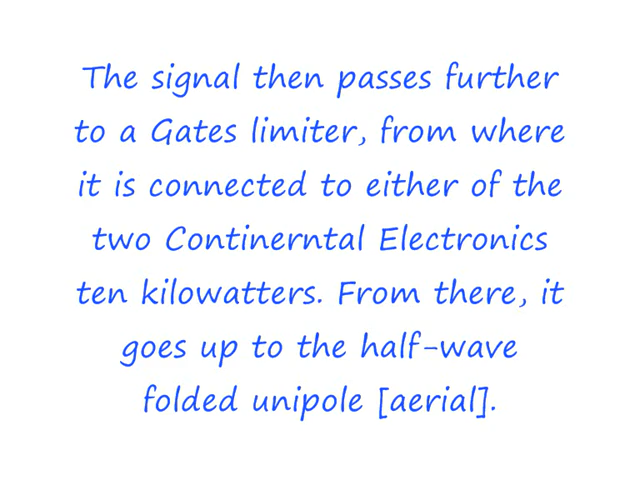 The signal then passes further
to a Gates limiter, from where
it is connected to either of the
two Continerntal Electronics
ten kilowatters. From there, it
goes up to the half-wave
folded unipole [aerial].